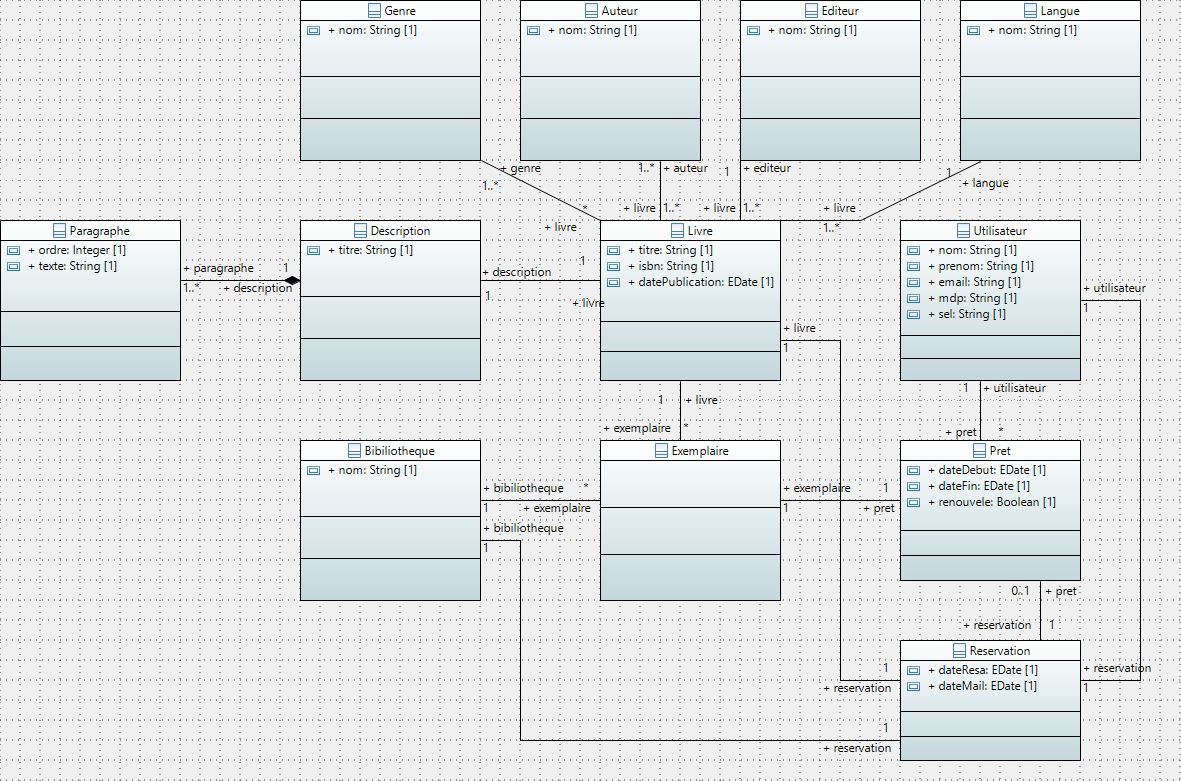 Genre
+ nom: String [1]
Auteur
+ nom: String [1]
Editeur
+ nom: String [1]
Langue
+ nom: String [1]
+ genre
1..*
*
+ livre
1..*
+ auteur
+ livre
1..*
1
+ editeur
+ livre
1..*
1
+ langue
+ livre
1..*
Paragraphe
+ ordre: Integer [1]
+ texte: String [1]
+ paragraphe
1..*
1
+ description
Description
+ titre: String [1]
+ description
1
1
+ livre
Livre
+ titre: String [1]
+ isbn: String [1]
+ datePublication: EDate [1]
+ livre
1
Utilisateur
+ nom: String [1]
+ prenom: String [1]
+ email: String [1]
+ mdp: String [1]
+ sel: String [1]
+ utilisateur
1
1
+ livre
+ exemplaire
*
1
+ utilisateur
+ pret
*
Bibiliotheque
+ nom: String [1]
+ bibiliotheque
1
*
+ exemplaire
+ bibiliotheque
1
Exemplaire
+ exemplaire
1
1
+ pret
Pret
+ dateDebut: EDate [1]
+ dateFin: EDate [1]
+ renouvele: Boolean [1]
0..1
+ pret
+ reservation
1
Reservation
+ dateResa: EDate [1]
+ dateMail: EDate [1]
1
+ reservation
+ reservation
1
1
+ reservation